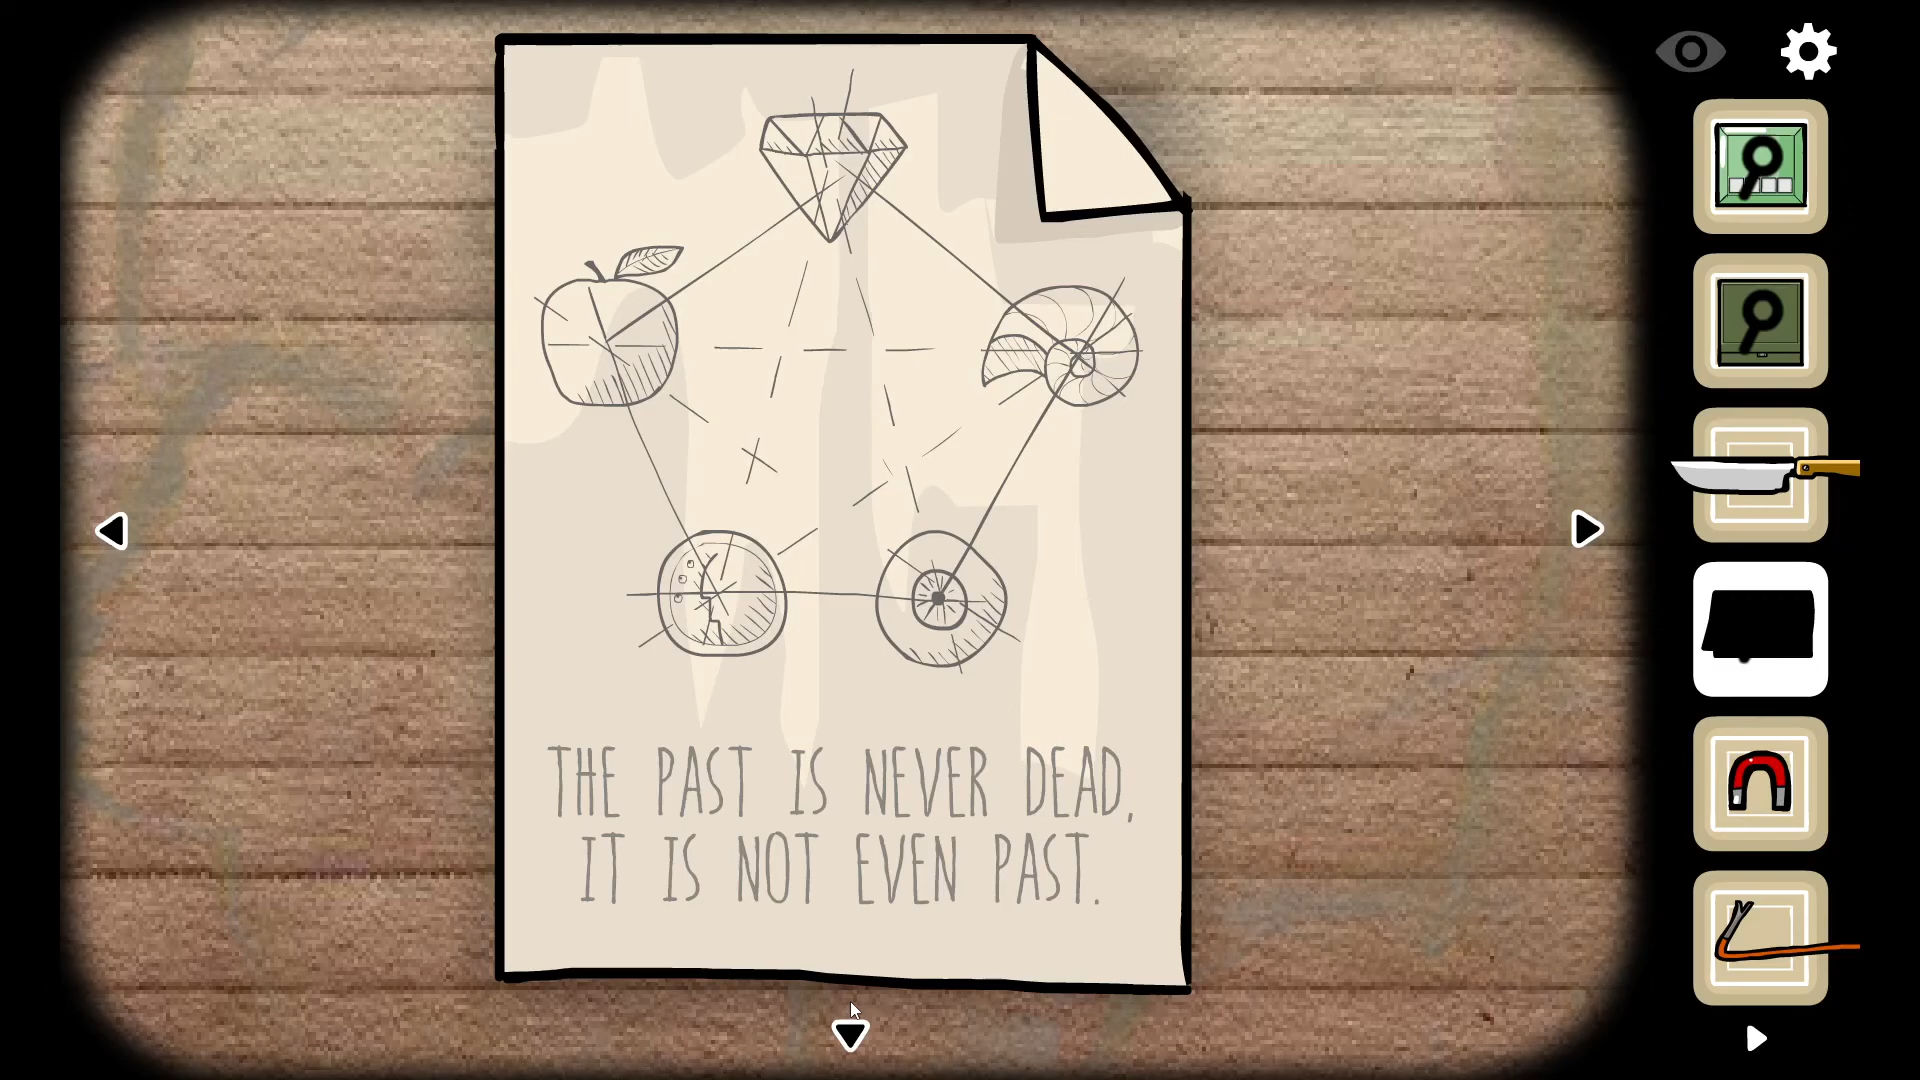 THE PAST IS NEVER DEAD,
IT IS NOT EVEN PAST.